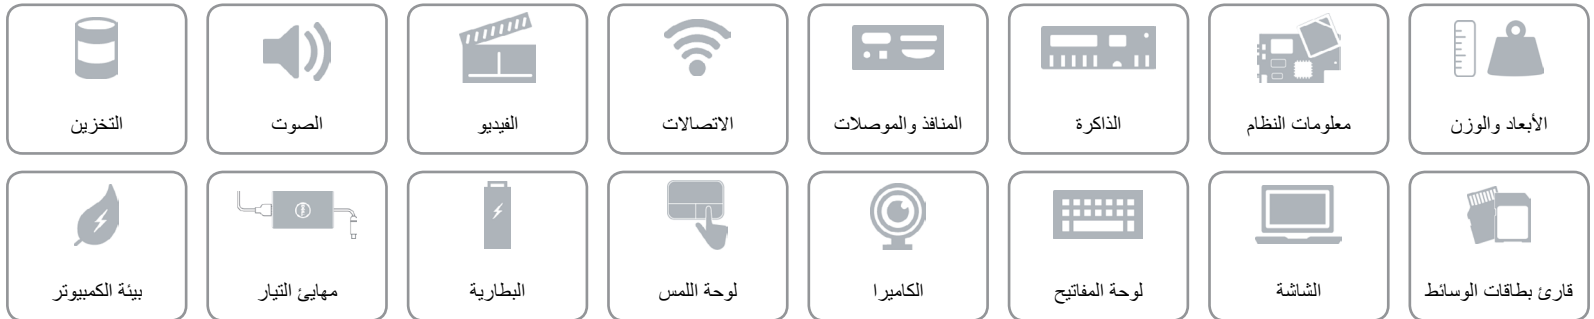 الأبعاد والوزن
معلومات النظام
الذاكرة
المنافذ والموصلات
الاتصالات
الفيديو
الصوت
التخزين
قارئ بطاقات الوسائط
الشاشة
لوحة المفاتيح
الكاميرا
لوحة اللمس
البطارية
مهايئ التيار
بيئة الكمبيوتر